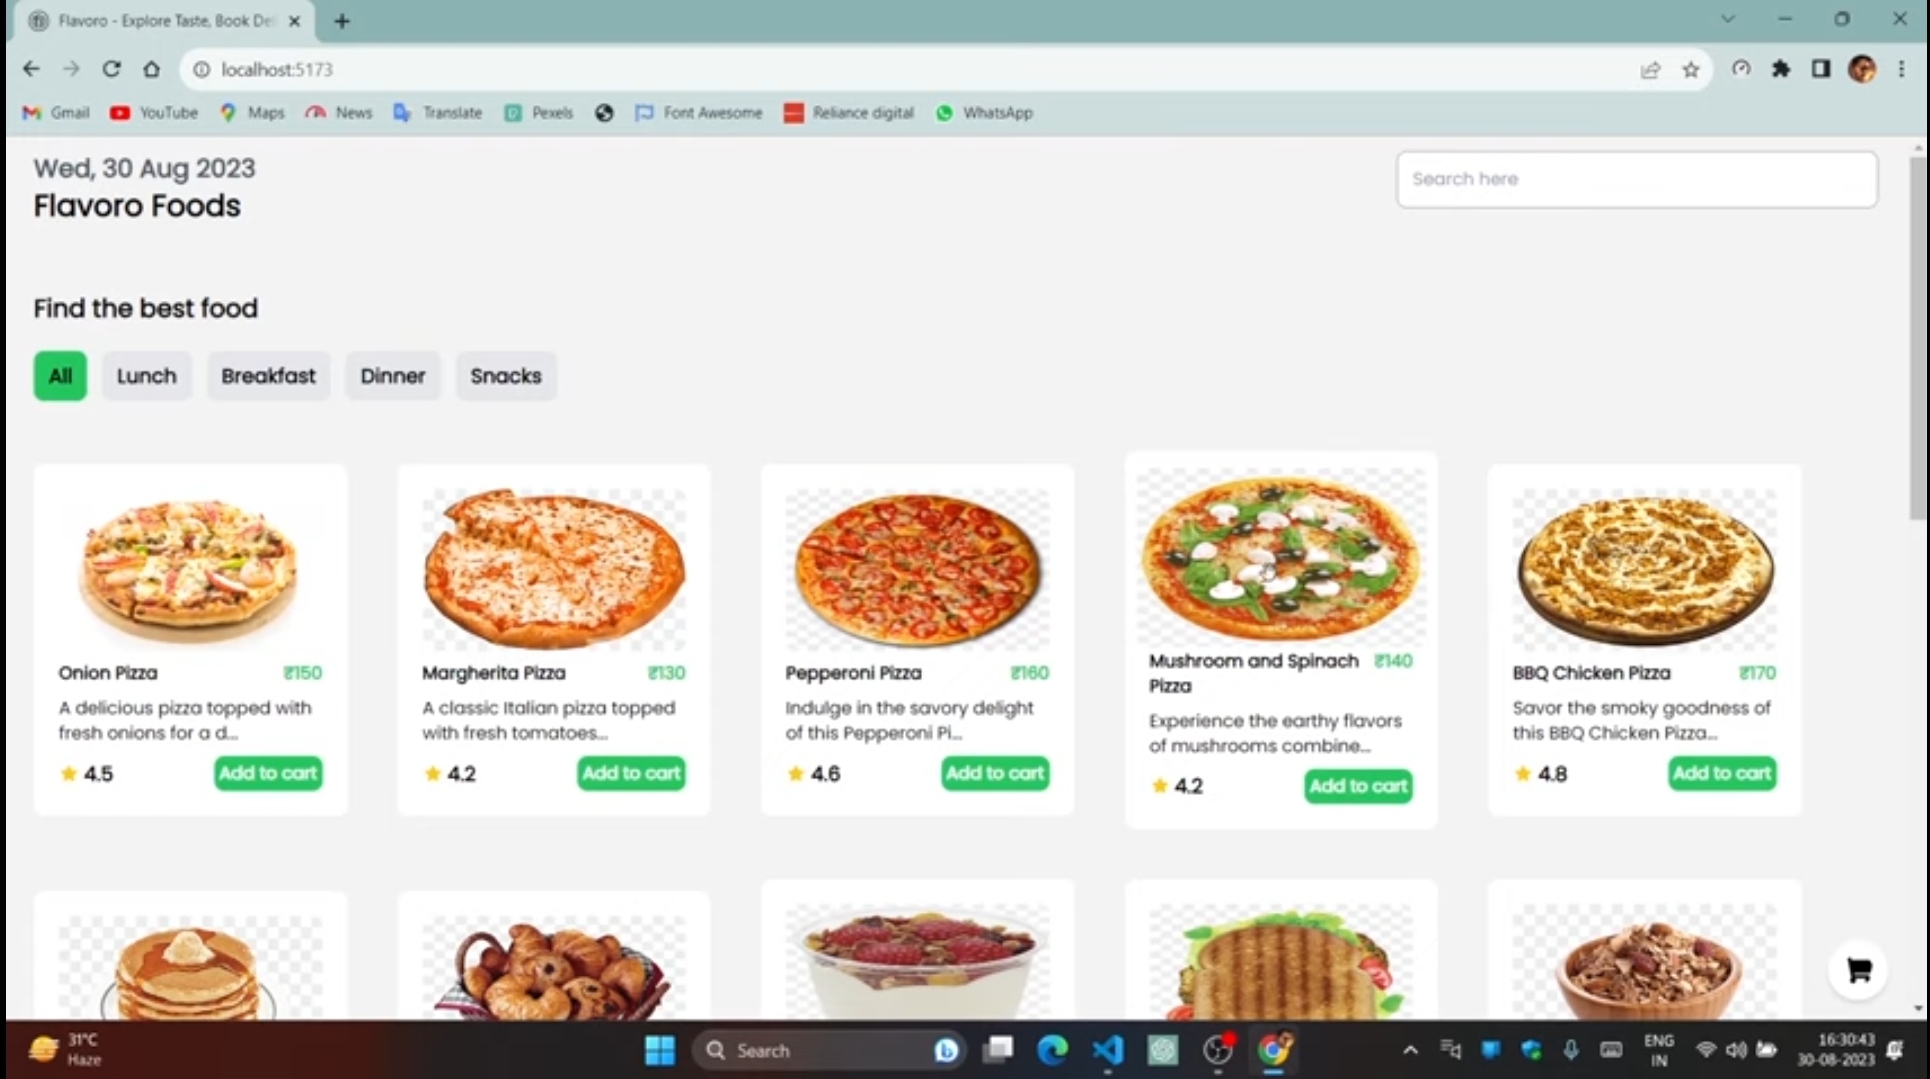 Flavoro - Explore Taste, Book De
localhost:5173
Gmail YouTube Maps News Translate Pexels Font Awesome Reliance digital WhatsApp
Wed, 30 Aug 2023
Flavoro Foods
Search here
Find the best food
All Lunch Breakfast Dinner Snacks
Onion Pizza ₹150
A delicious pizza topped with
fresh onions for a d...
4.5 Add to cart
Margherita Pizza ₹130
A classic Italian pizza topped
with fresh tomatoes...
4.2 Add to cart
Pepperoni Pizza ₹160
Indulge in the savory delight
of this Pepperoni Pi...
4.6 Add to cart
Mushroom and Spinach ₹140
Pizza
Experience the earthy flavors
of mushrooms combine...
4.2 Add to cart
BBQ Chicken Pizza ₹170
Savor the smoky goodness of
this BBQ Chicken Pizza...
4.8 Add to cart
31°C
Haze
Search
ENG
IN
16:30:43
30-08-2023